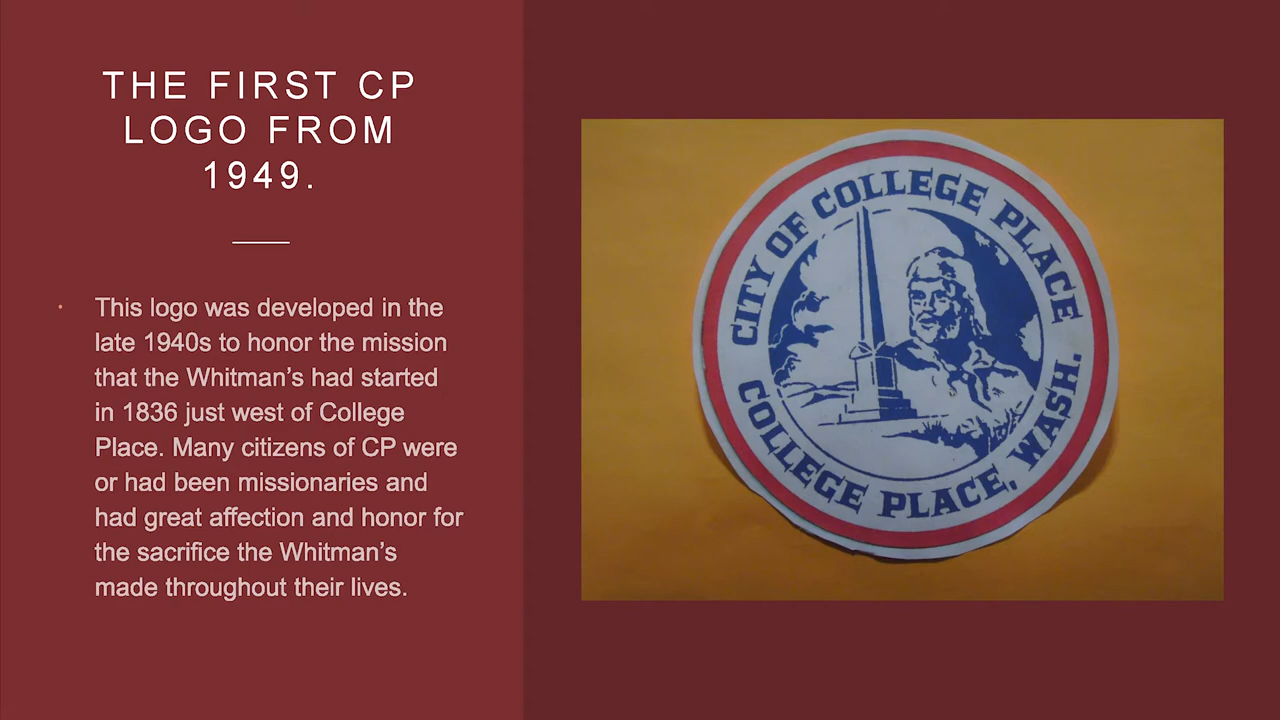 THE FIRST CP
LOGO FROM
1949.
• This logo was developed in the
late 1940s to honor the mission
that the Whitman’s had started
in 1836 just west of College
Place. Many citizens of CP were
or had been missionaries and
had great affection and honor for
the sacrifice the Whitman’s
made throughout their lives.
CITY OF COLLEGE PLACE
COLLEGE PLACE, WASH.